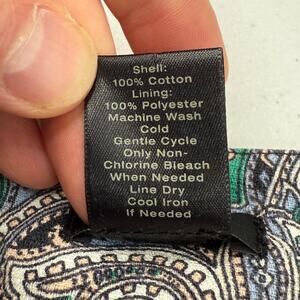 Shell:
100% Cotton
Lining:
100% Polyester
Machine Wash
Cold
Gentle Cycle
Only Non-
Chlorine Bleach
When Needed
Line Dry
Cool Iron
If Needed